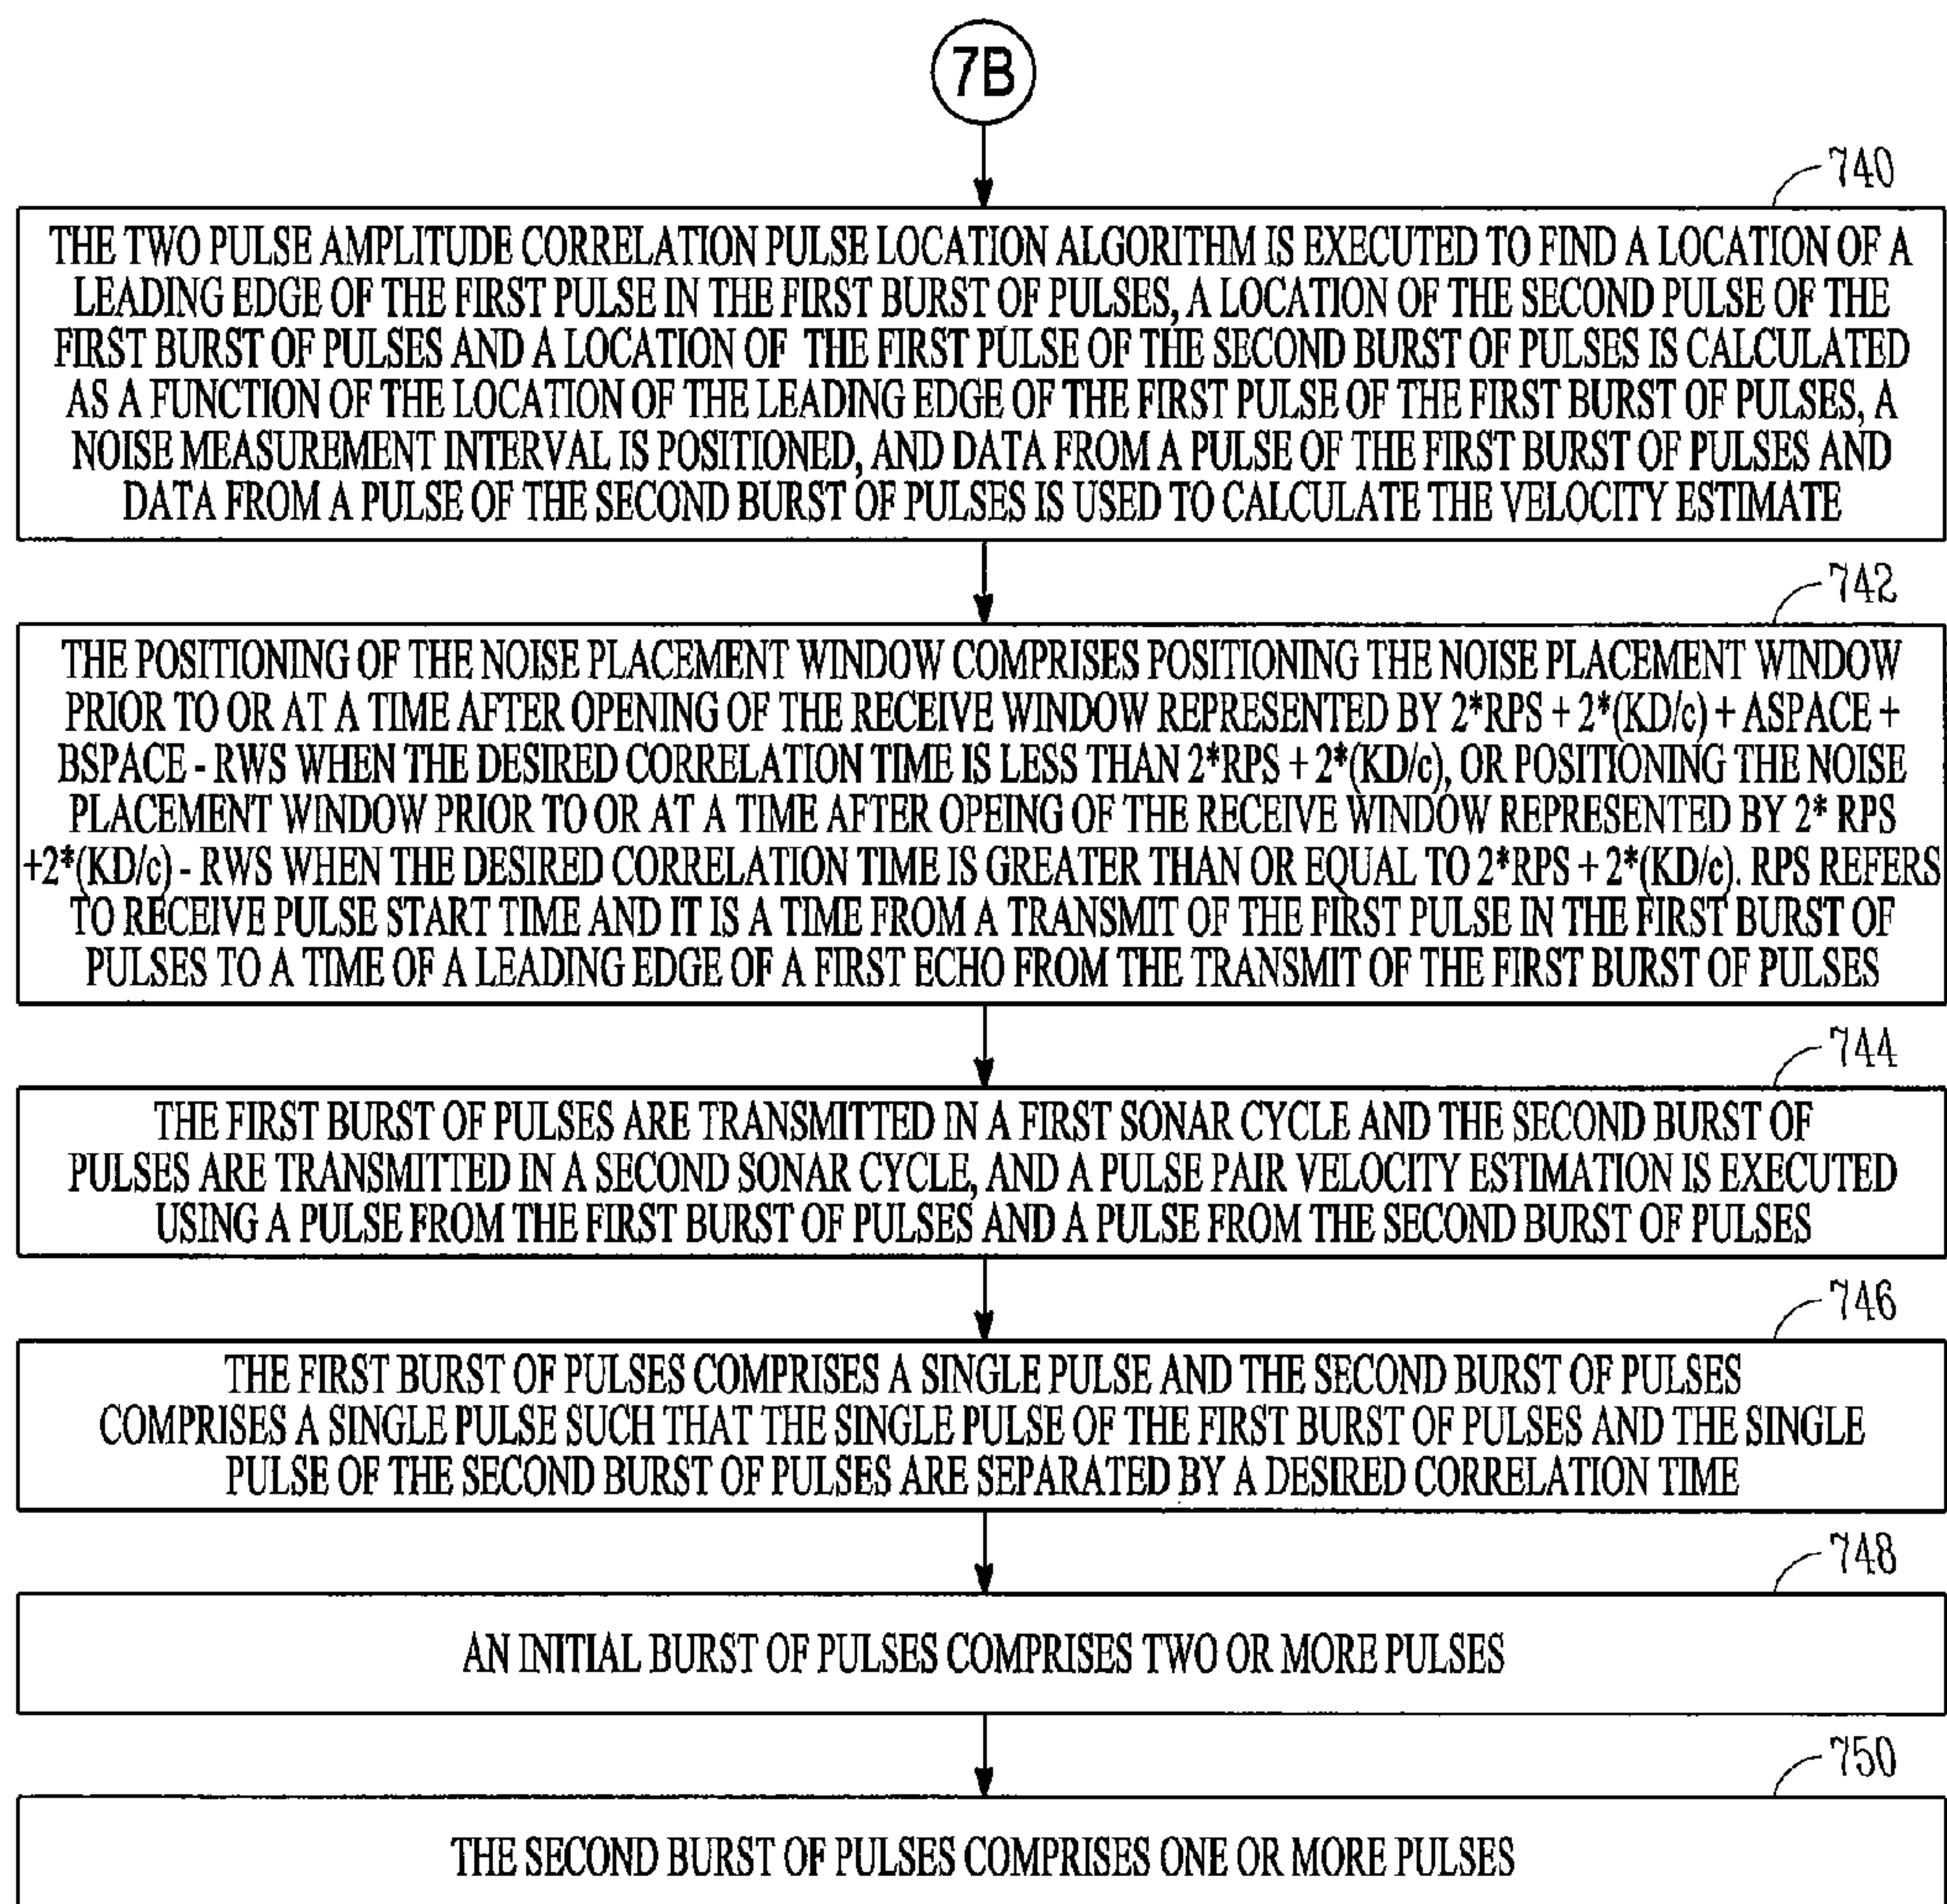 7B
740
THE TWO PULSE AMPLITUDE CORRELATION PULSE LOCATION ALGORITHM IS EXECUTED TO FIND A LOCATION OF A
LEADING EDGE OF THE FIRST PULSE IN THE FIRST BURST OF PULSES, A LOCATION OF THE SECOND PULSE OF THE
FIRST BURST OF PULSES AND A LOCATION OF THE FIRST PULSE OF THE SECOND BURST OF PULSES IS CALCULATED
AS A FUNCTION OF THE LOCATION OF THE LEADING EDGE OF THE FIRST PULSE OF THE FIRST BURST OF PULSES, A
NOISE MEASUREMENT INTERVAL IS POSITIONED, AND DATA FROM A PULSE OF THE FIRST BURST OF PULSES AND
DATA FROM A PULSE OF THE SECOND BURST OF PULSES IS USED TO CALCULATE THE VELOCITY ESTIMATE
742
THE POSITIONING OF THE NOISE PLACEMENT WINDOW COMPRISES POSITIONING THE NOISE PLACEMENT WINDOW
PRIOR TO OR AT A TIME AFTER OPENING OF THE RECEIVE WINDOW REPRESENTED BY 2*RPS + 2*(KD/c) + ASPACE +
BSPACE - RWS WHEN THE DESIRED CORRELATION TIME IS LESS THAN 2*RPS + 2*(KD/c), OR POSITIONING THE NOISE
PLACEMENT WINDOW PRIOR TO OR AT A TIME AFTER OPEING OF THE RECEIVE WINDOW REPRESENTED BY 2* RPS
+2*(KD/c) - RWS WHEN THE DESIRED CORRELATION TIME IS GREATER THAN OR EQUAL TO 2*RPS + 2*(KD/c). RPS REFERS
TO RECEIVE PULSE START TIME AND IT IS A TIME FROM A TRANSMIT OF THE FIRST PULSE IN THE FIRST BURST OF
PULSES TO A TIME OF A LEADING EDGE OF A FIRST ECHO FROM THE TRANSMIT OF THE FIRST BURST OF PULSES
744
THE FIRST BURST OF PULSES ARE TRANSMITTED IN A FIRST SONAR CYCLE AND THE SECOND BURST OF
PULSES ARE TRANSMITTED IN A SECOND SONAR CYCLE, AND A PULSE PAIR VELOCITY ESTIMATION IS EXECUTED
USING A PULSE FROM THE FIRST BURST OF PULSES AND A PULSE FROM THE SECOND BURST OF PULSES
746
THE FIRST BURST OF PULSES COMPRISES A SINGLE PULSE AND THE SECOND BURST OF PULSES
COMPRISES A SINGLE PULSE SUCH THAT THE SINGLE PULSE OF THE FIRST BURST OF PULSES AND THE SINGLE
PULSE OF THE SECOND BURST OF PULSES ARE SEPARATED BY A DESIRED CORRELATION TIME
748
AN INITIAL BURST OF PULSES COMPRISES TWO OR MORE PULSES
750
THE SECOND BURST OF PULSES COMPRISES ONE OR MORE PULSES